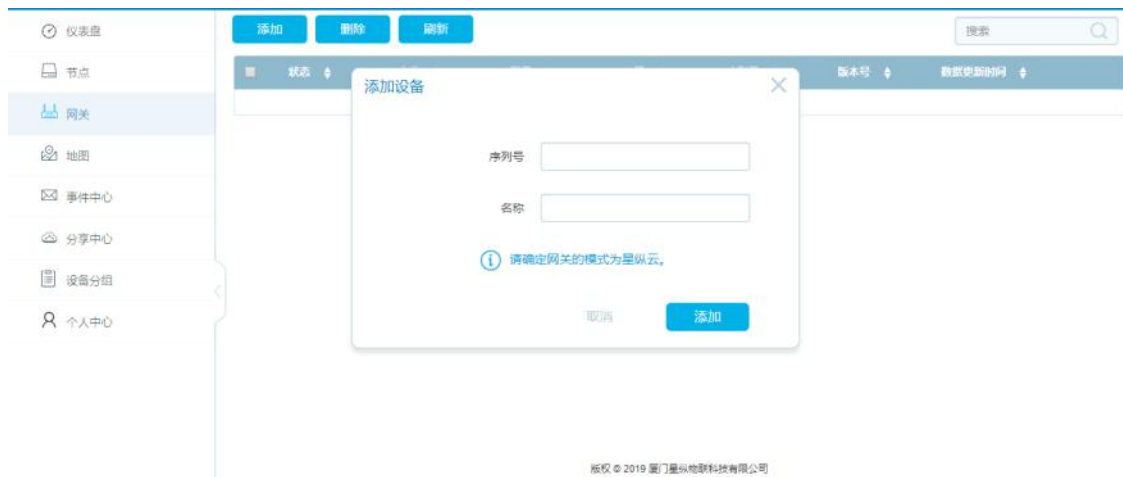 仪表盘
节点
网关
地图
事件中心
分享中心
设备分组
个人中心
添加 删除 刷新
搜索
状态 版本号 数据更新时间
添加设备
序列号
名称
请确定网关的模式为星纵云。
取消 添加
版权 © 2019 厦门星纵物联科技有限公司